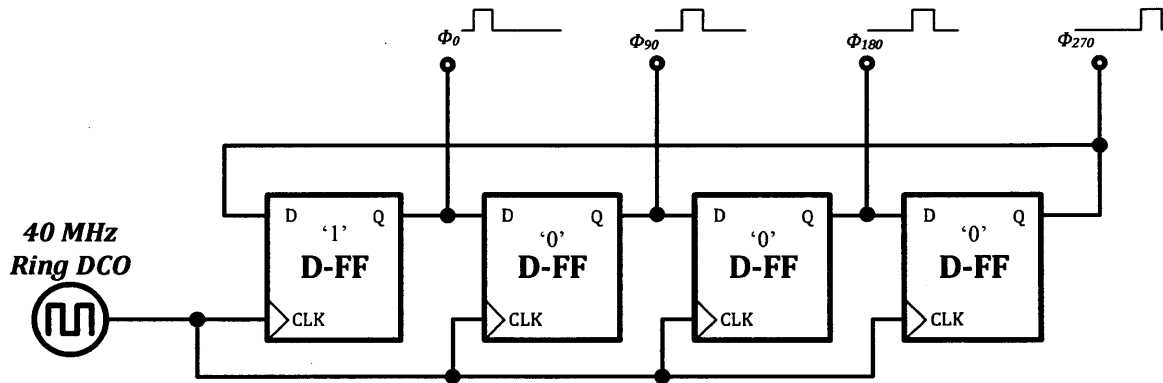 Φ0
Φ90
Φ180
Φ270
D Q
'1'
D-FF
CLK
D Q
'0'
D-FF
CLK
D Q
'0'
D-FF
CLK
D Q
'0'
D-FF
CLK
40 MHz
Ring DCO